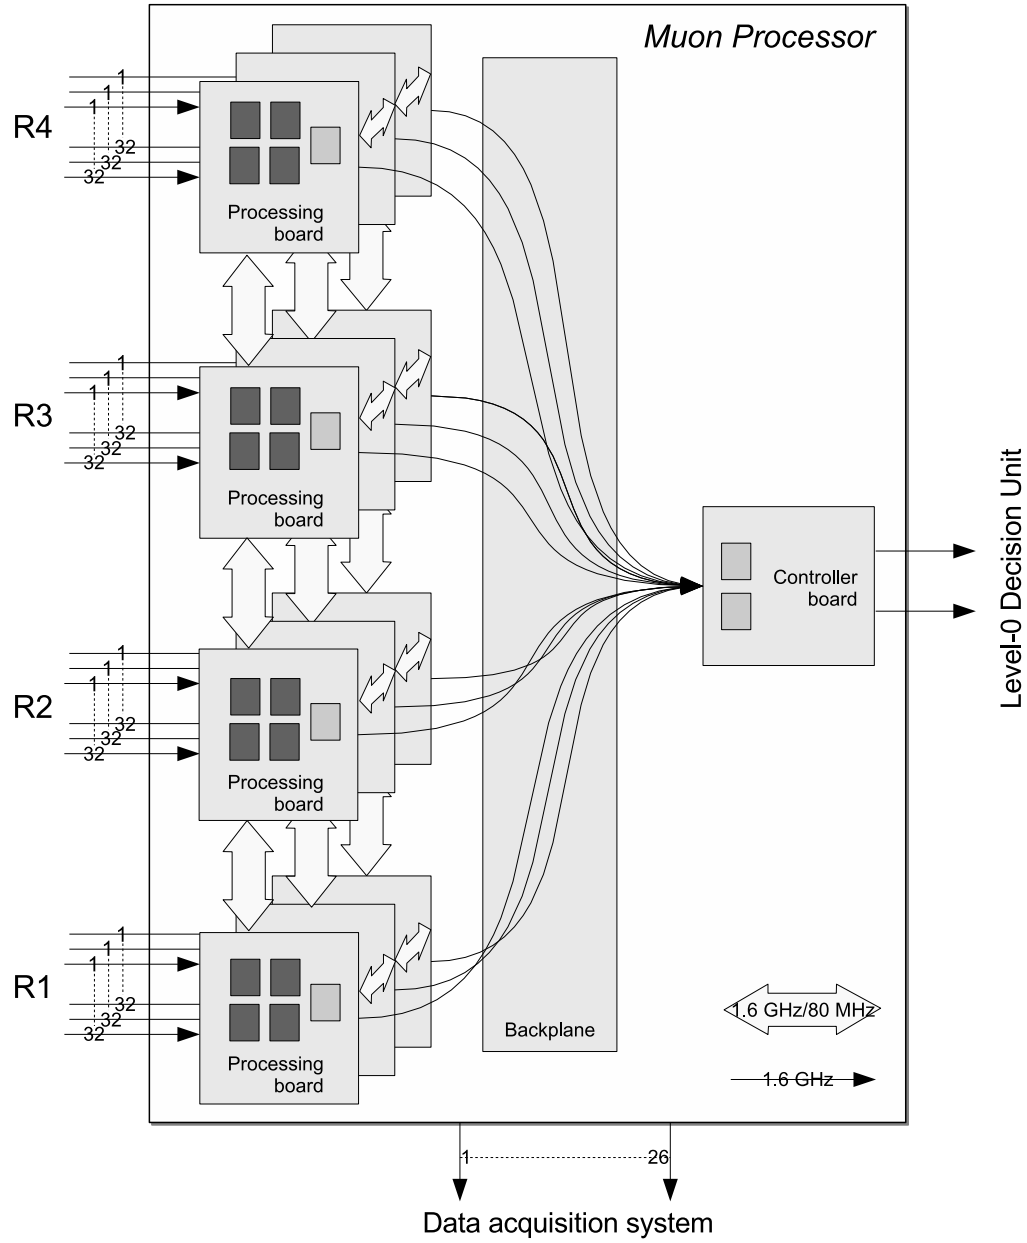 Muon Processor
R4
1
1
1
32
32
32
Processing
board
R3
1
1
1
32
32
32
Processing
board
Controller
board
Level-0 Decision Unit
R2
1
1
1
32
32
32
Processing
board
R1
1
1
1
32
32
32
Processing
board
Backplane
1.6 GHz/80 MHz
1.6 GHz
1
26
Data acquisition system